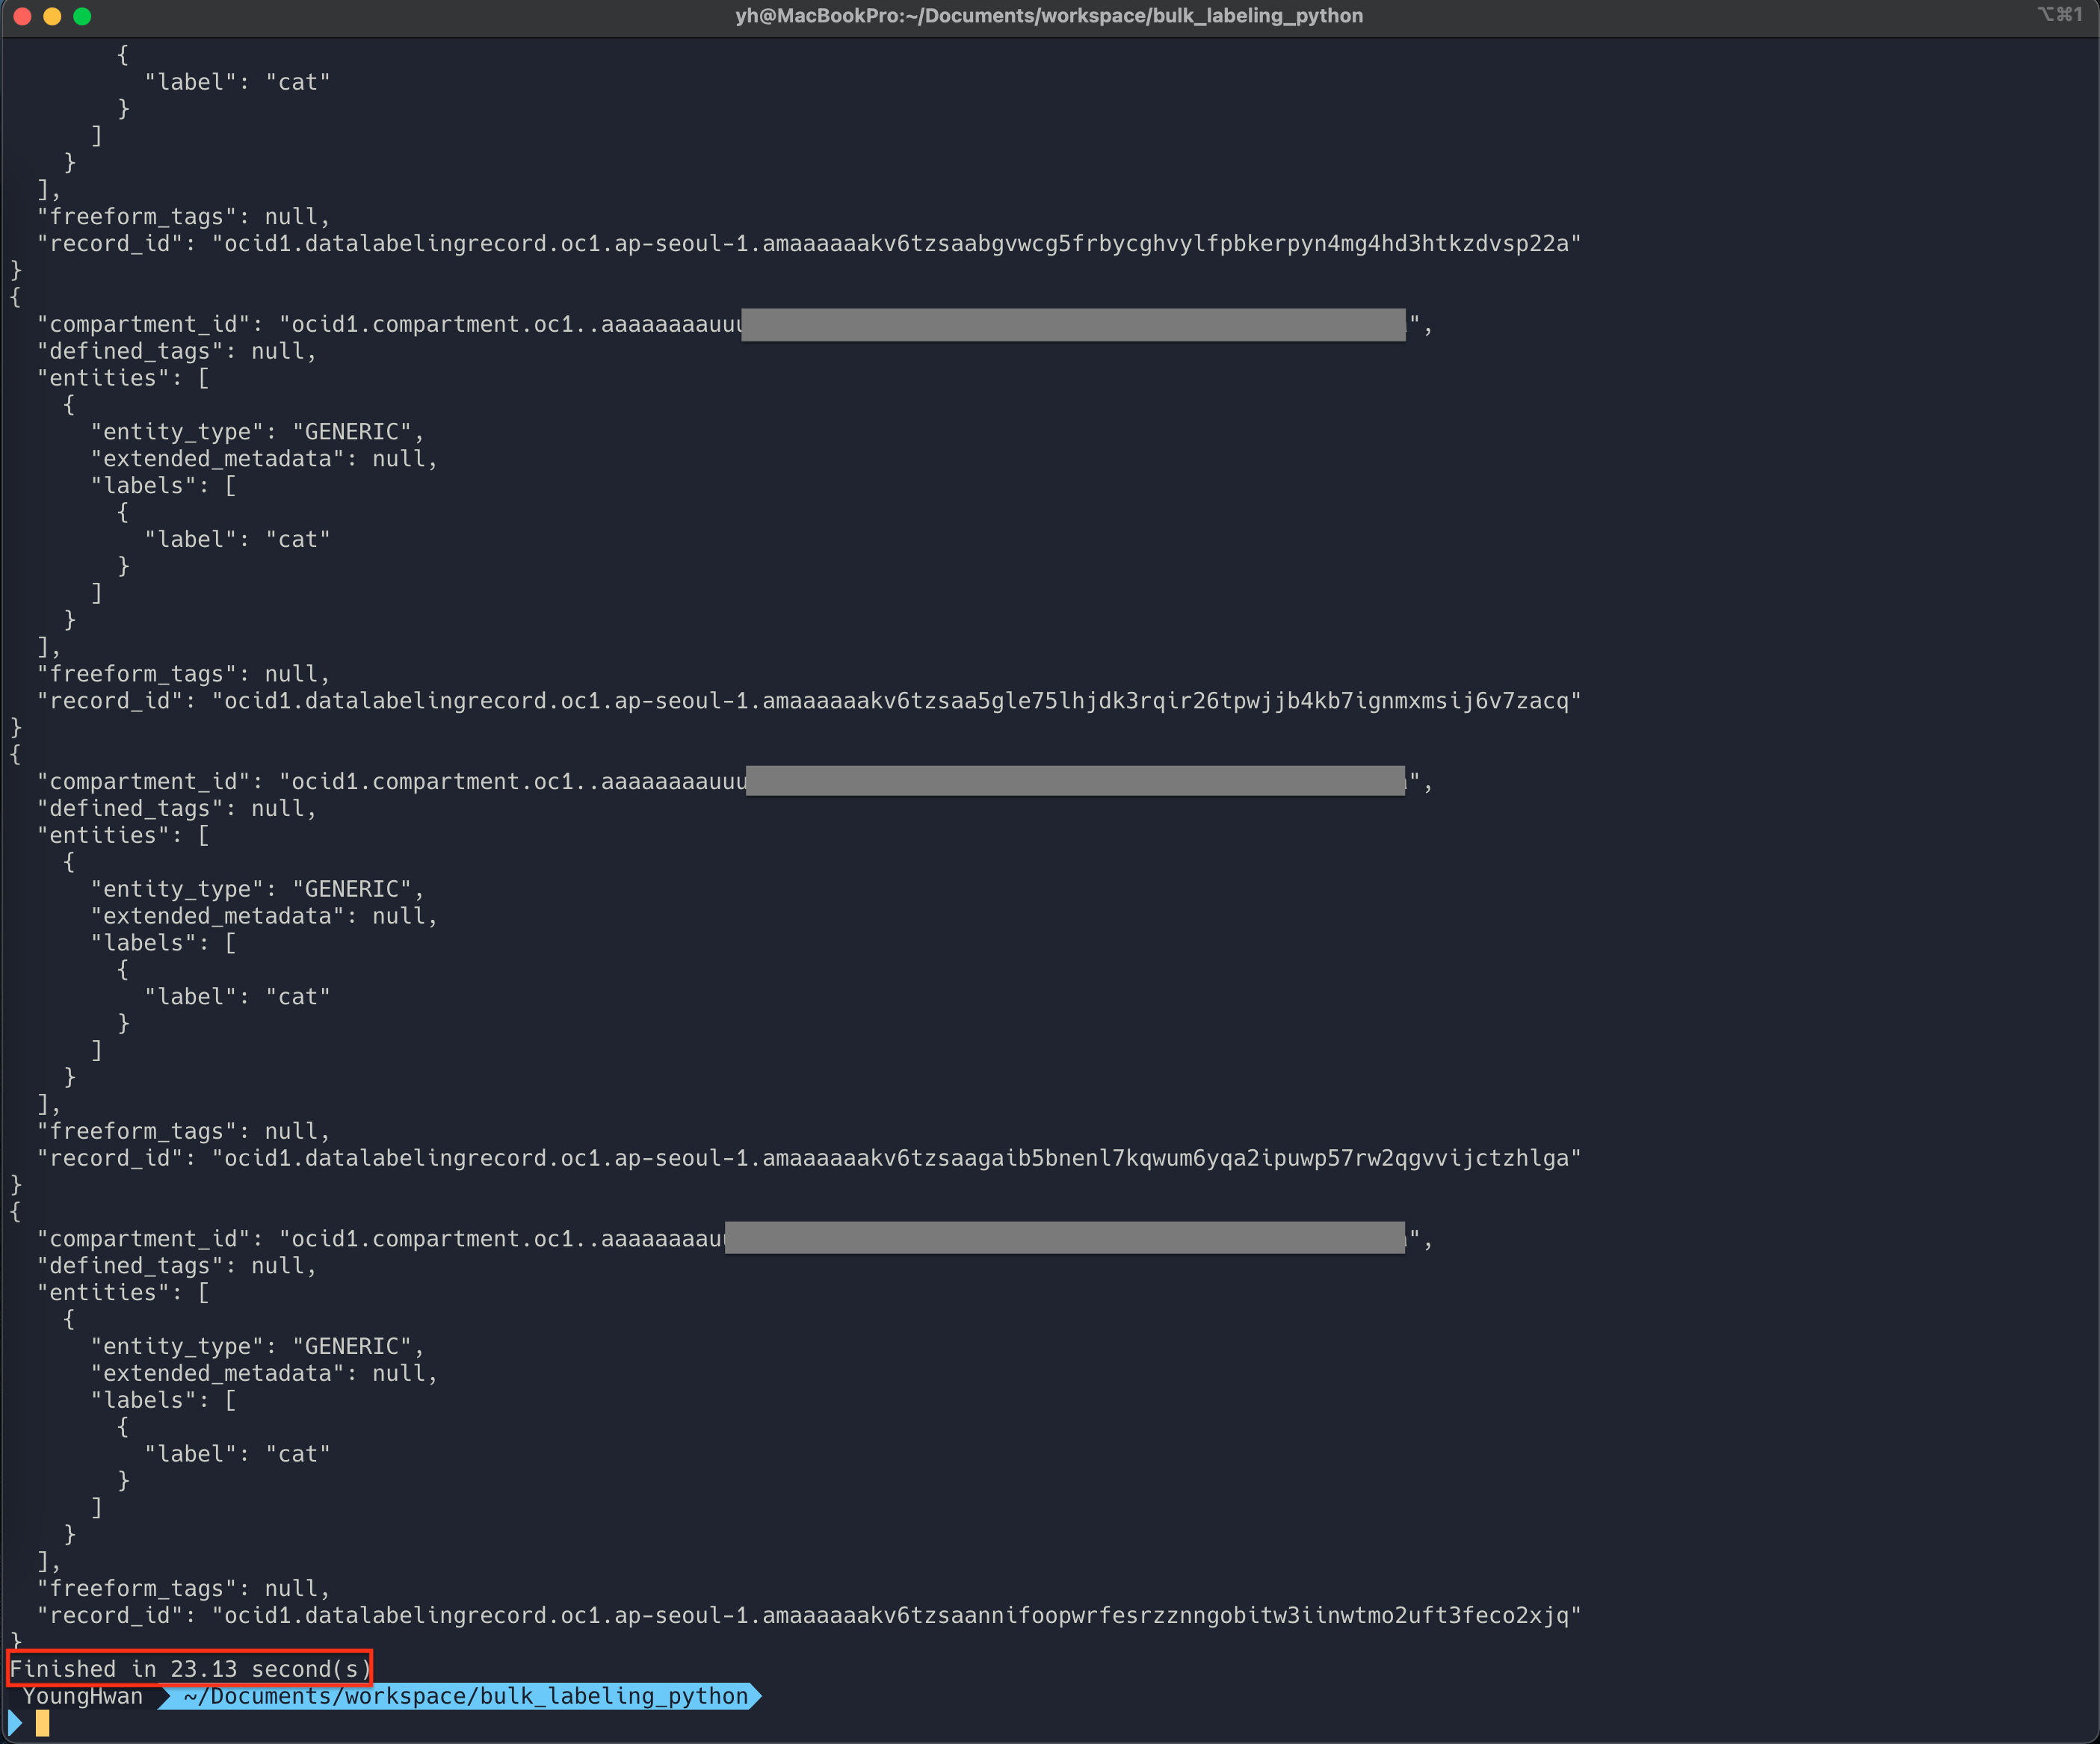 yh@MacBookPro:~/Documents/workspace/bulk_labeling_python
⌥⌘1
        {
          "label": "cat"
        }
      ]
    }
  ],
  "freeform_tags": null,
  "record_id": "ocid1.datalabelingrecord.oc1.ap-seoul-1.amaaaaaakv6tzsaabgvwcg5frbycghvylfpbkerpyn4mg4hd3htkzdvsp22a"
}
{
  "compartment_id": "ocid1.compartment.oc1..aaaaaaaauuu",
  "defined_tags": null,
  "entities": [
    {
      "entity_type": "GENERIC",
      "extended_metadata": null,
      "labels": [
        {
          "label": "cat"
        }
      ]
    }
  ],
  "freeform_tags": null,
  "record_id": "ocid1.datalabelingrecord.oc1.ap-seoul-1.amaaaaaakv6tzsaa5gle75lhjdk3rqir26tpwjjb4kb7ignmxmsij6v7zacq"
}
{
  "compartment_id": "ocid1.compartment.oc1..aaaaaaaauuu",
  "defined_tags": null,
  "entities": [
    {
      "entity_type": "GENERIC",
      "extended_metadata": null,
      "labels": [
        {
          "label": "cat"
        }
      ]
    }
  ],
  "freeform_tags": null,
  "record_id": "ocid1.datalabelingrecord.oc1.ap-seoul-1.amaaaaaakv6tzsaagaib5bnenl7kqwum6yqa2ipuwp57rw2qgvvijctzhlga"
}
{
  "compartment_id": "ocid1.compartment.oc1..aaaaaaaau",
  "defined_tags": null,
  "entities": [
    {
      "entity_type": "GENERIC",
      "extended_metadata": null,
      "labels": [
        {
          "label": "cat"
        }
      ]
    }
  ],
  "freeform_tags": null,
  "record_id": "ocid1.datalabelingrecord.oc1.ap-seoul-1.amaaaaaakv6tzsaannifoopwrfesrzznngobitw3iinwtmo2uft3feco2xjq"
}
Finished in 23.13 second(s)
YoungHwan ~/Documents/workspace/bulk_labeling_python